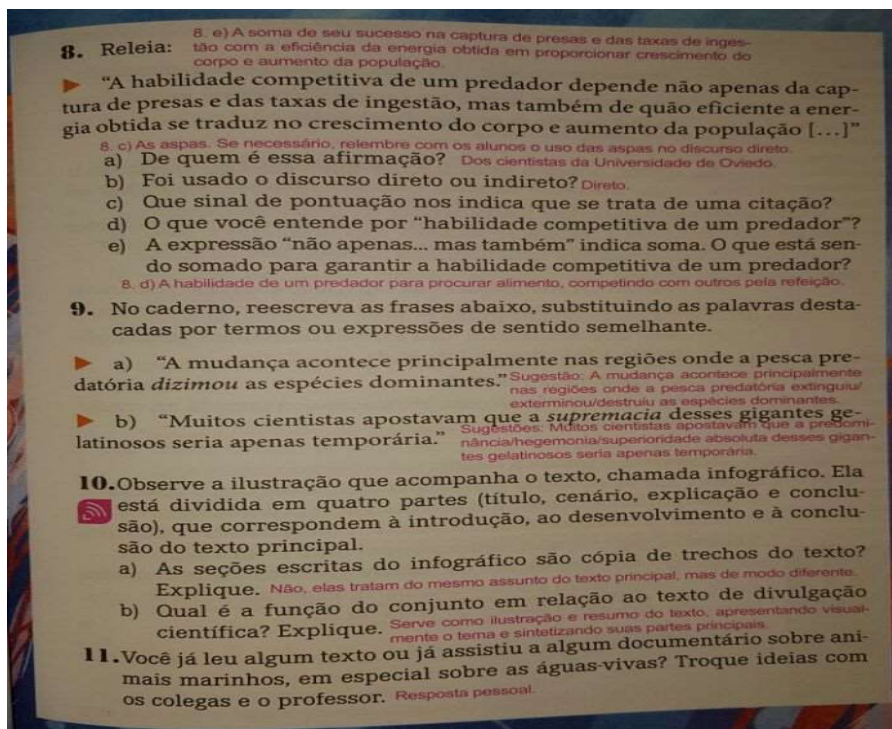 8. e) A soma do seu sucesso na captura de presas e das taxas de inges-
8. Releia: tão com a eficiência da energia obtida em proporcionar crescimento do
corpo e aumento da população.
"A habilidade competitiva de um predador depende não apenas da cap-
tura de presas e das taxas de ingestão, mas também de quão eficiente a ener-
gia obtida se traduz no crescimento do corpo e aumento da população [...]"
8. c) As aspas. Se necessário, relembre com os alunos o uso das aspas no discurso direto.
a) De quem é essa afirmação? Dos cientistas da Universidade de Oviedo.
b) Foi usado o discurso direto ou indireto? Direto.
c) Que sinal de pontuação nos indica que se trata de uma citação?
d) O que você entende por "habilidade competitiva de um predador"?
e) A expressão "não apenas... mas também" indica soma. O que está sen-
do somado para garantir a habilidade competitiva de um predador?
8. d) A habilidade de um predador para procurar alimento, competindo com outros pela refeição.
9. No caderno, reescreva as frases abaixo, substituindo as palavras desta-
cadas por termos ou expressões de sentido semelhante.
a) "A mudança acontece principalmente nas regiões onde a pesca pre-
datória dizimou as espécies dominantes." Sugestão: A mudança acontece principalmente
nas regiões onde a pesca predatória extinguiu/
exterminou/destruiu as espécies dominantes.
b) "Muitos cientistas apostavam que a supremacia desses gigantes ge-
latinosos seria apenas temporária." Sugestões: Muitos cientistas apostavam que a predomi-
nância/hegemonia/superioridade absoluta desses gigan-
tes gelatinosos seria apenas temporária.
10. Observe a ilustração que acompanha o texto, chamada infográfico. Ela
está dividida em quatro partes (título, cenário, explicação e conclu-
são), que correspondem à introdução, ao desenvolvimento e à conclu-
são do texto principal.
a) As seções escritas do infográfico são cópia de trechos do texto?
Explique. Não, elas tratam do mesmo assunto do texto principal, mas de modo diferente.
b) Qual é a função do conjunto em relação ao texto de divulgação
científica? Explique. Serve como ilustração e resumo do texto, apresentando visual-
mente o tema e sintetizando suas partes principais.
11. Você já leu algum texto ou já assistiu a algum documentário sobre ani-
mais marinhos, em especial sobre as águas-vivas? Troque ideias com
os colegas e o professor. Resposta pessoal.